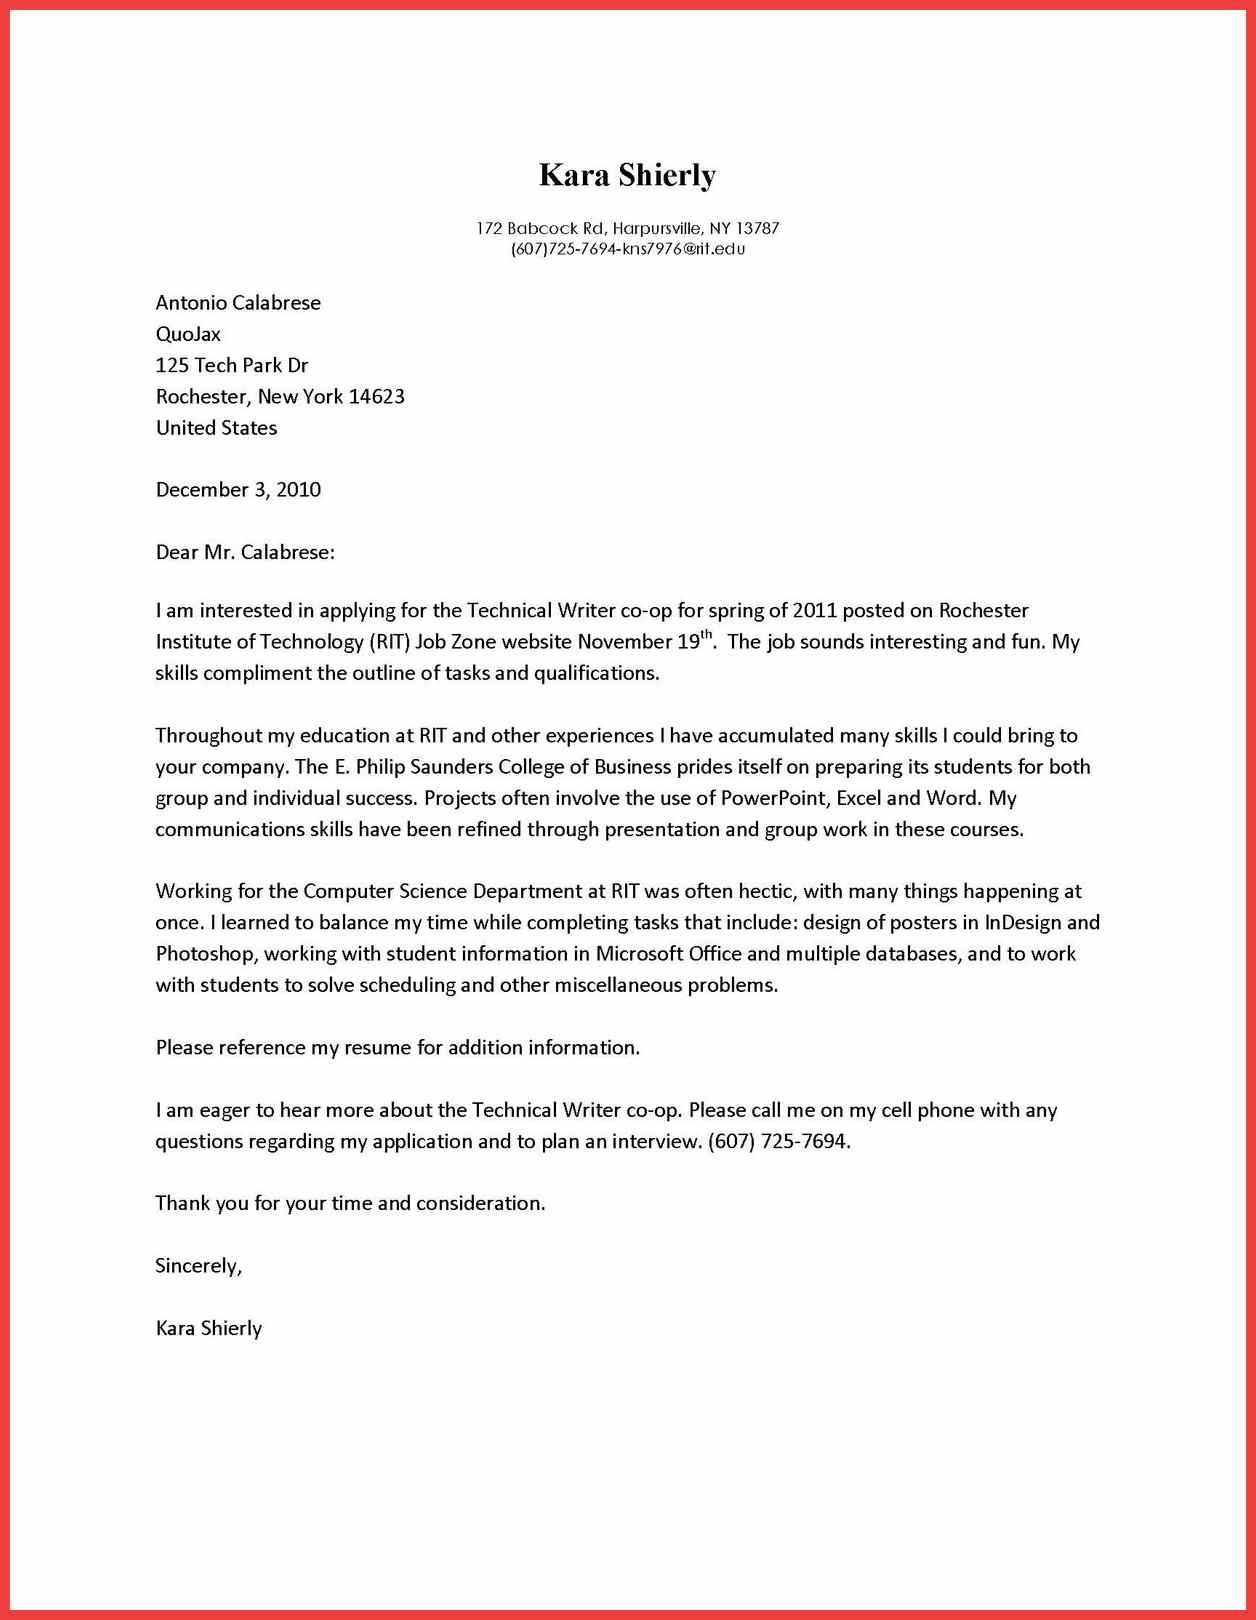 Kara Shierly
172 Babcock Rd, Harpursville, NY 13787
(607)725-7694-kns7976@rit.edu
Antonio Calabrese
QuoJax
125 Tech Park Dr
Rochester, New York 14623
United States
December 3, 2010
Dear Mr. Calabrese:
I am interested in applying for the Technical Writer co-op for spring of 2011 posted on Rochester
Institute of Technology (RIT) Job Zone website November 19th.  The job sounds interesting and fun. My
skills compliment the outline of tasks and qualifications.
Throughout my education at RIT and other experiences I have accumulated many skills I could bring to
your company. The E. Philip Saunders College of Business prides itself on preparing its students for both
group and individual success. Projects often involve the use of PowerPoint, Excel and Word. My
communications skills have been refined through presentation and group work in these courses.
Working for the Computer Science Department at RIT was often hectic, with many things happening at
once. I learned to balance my time while completing tasks that include: design of posters in InDesign and
Photoshop, working with student information in Microsoft Office and multiple databases, and to work
with students to solve scheduling and other miscellaneous problems.
Please reference my resume for addition information.
I am eager to hear more about the Technical Writer co-op. Please call me on my cell phone with any
questions regarding my application and to plan an interview. (607) 725-7694.
Thank you for your time and consideration.
Sincerely,
Kara Shierly